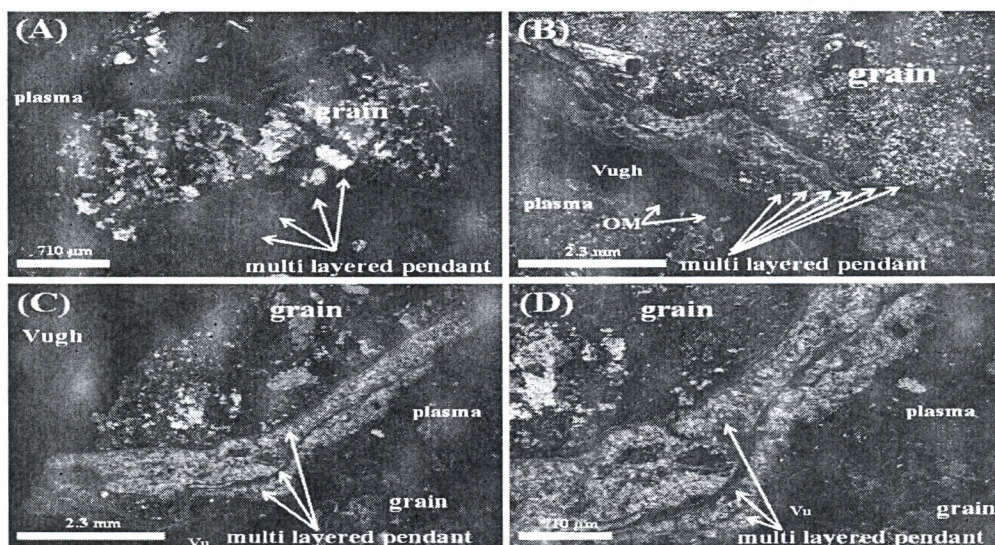 (A)
grain
plasma
710 µm
multi layered pendant
(B)
grain
Vugh
plasma
OM
2.3 mm
multi layered pendant
(C)
grain
Vugh
plasma
grain
2.3 mm
Vu
multi layered pendant
(D)
grain
plasma
Vu
grain
710 µm
multi layered pendant